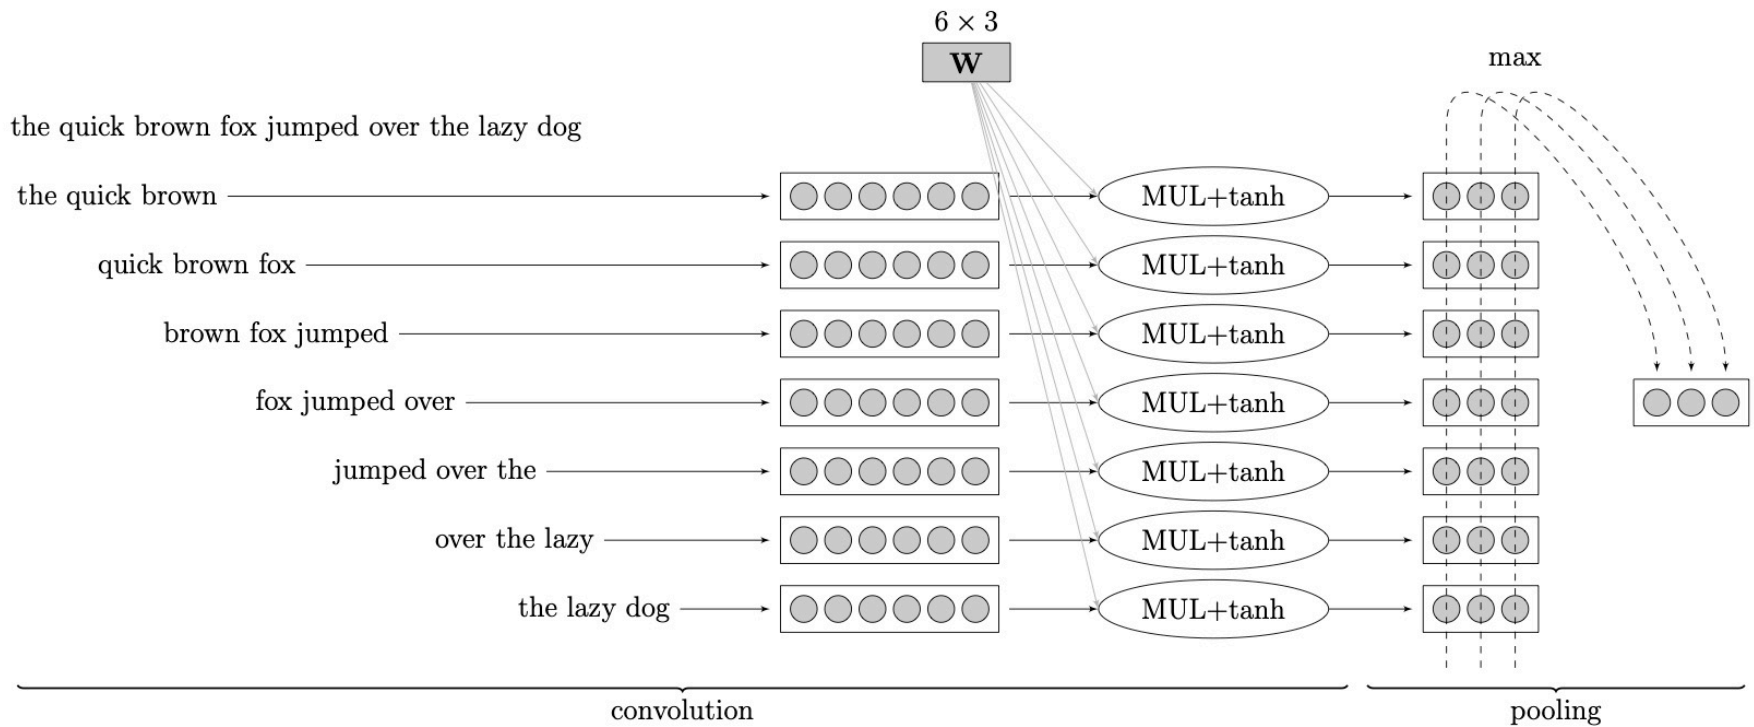 6 × 3
W
max
the quick brown fox jumped over the lazy dog
the quick brown MUL+tanh
quick brown fox MUL+tanh
brown fox jumped MUL+tanh
fox jumped over MUL+tanh
jumped over the MUL+tanh
over the lazy MUL+tanh
the lazy dog MUL+tanh
convolution pooling